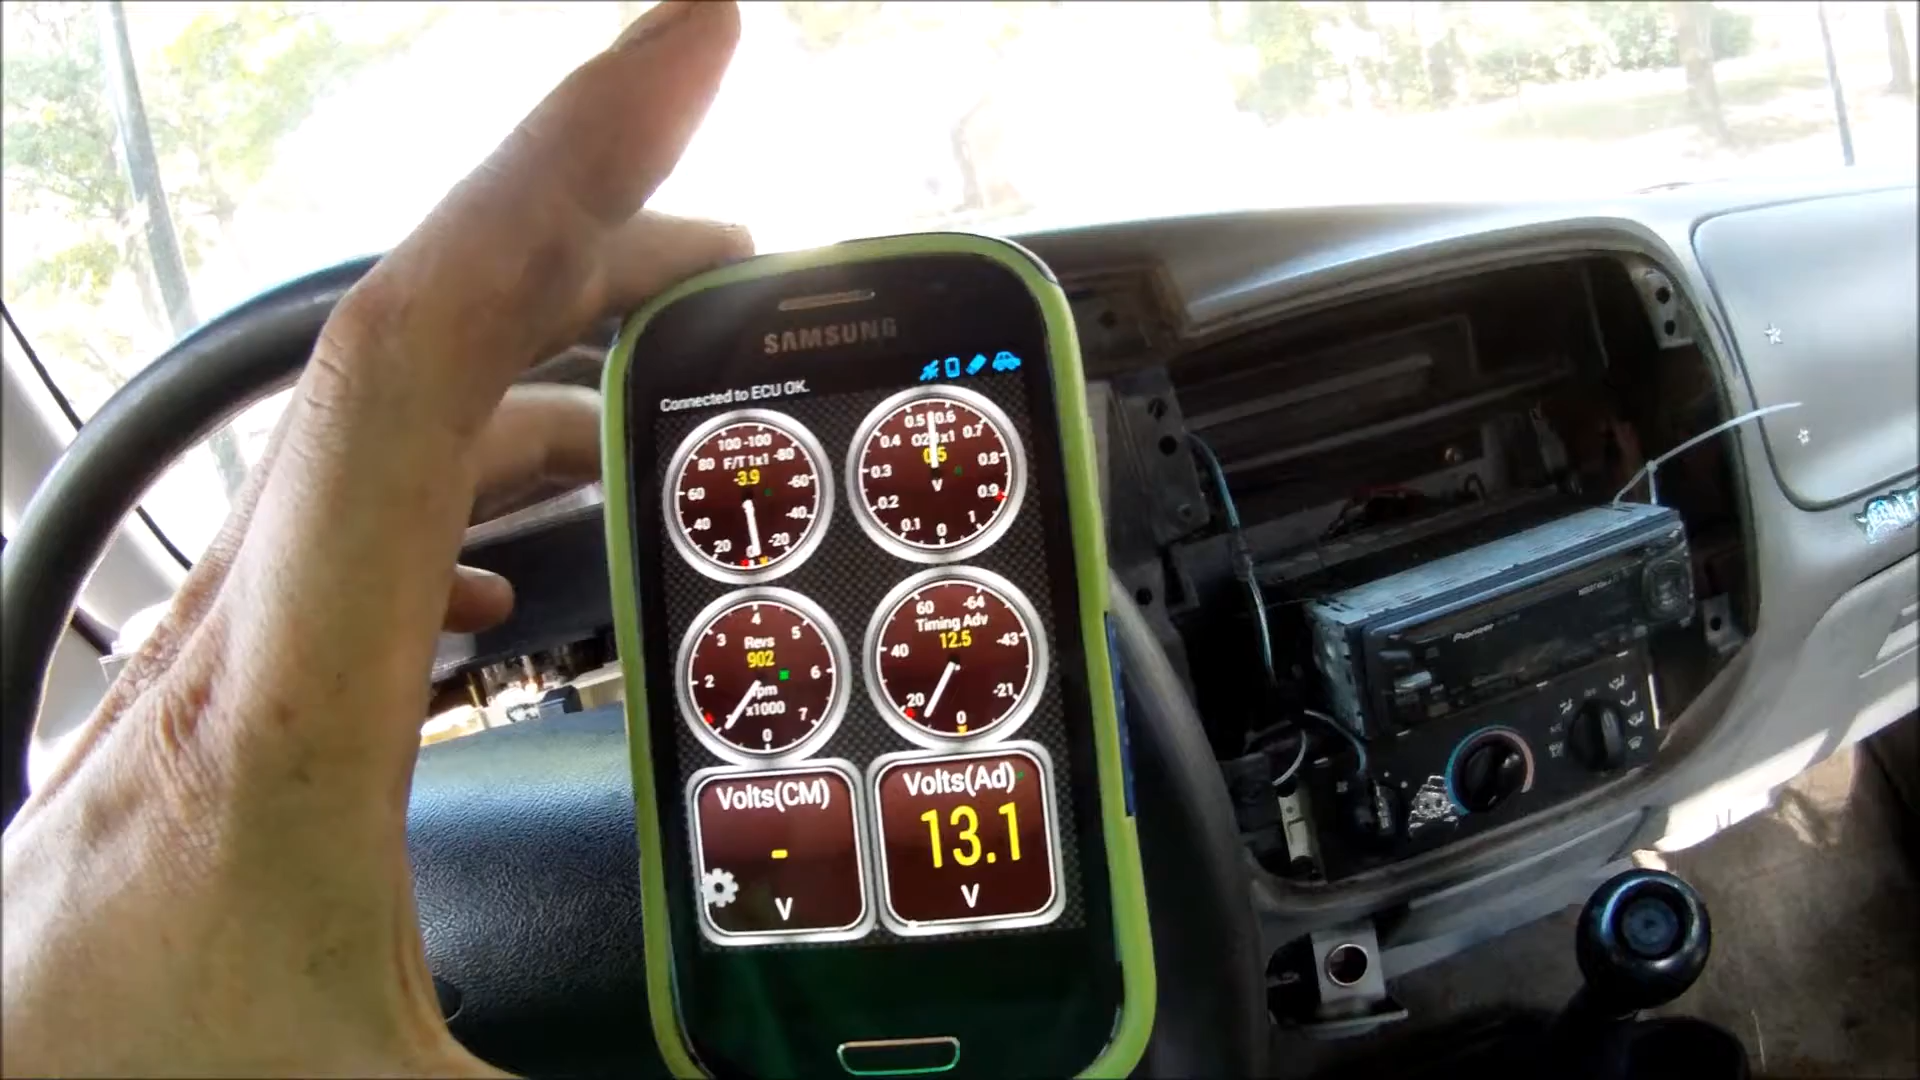 SAMSUNG
Connected to ECU OK.
100 -100
80 F/T 1x1 -80
-3.9
60 -60
40 -40
20 0 -20
0.5 0.6
0.4 0.7
0.5
0.3 0.8
V
0.2 0.9
0.1 0 1
4
3 Revs 5
902
2 6
rpm
x1000
7
0
60 -64
Timing Adv
12.5
40 -43
20 -21
0
Volts(CM)
-
V
Volts(Ad)
13.1
V
Pioneer